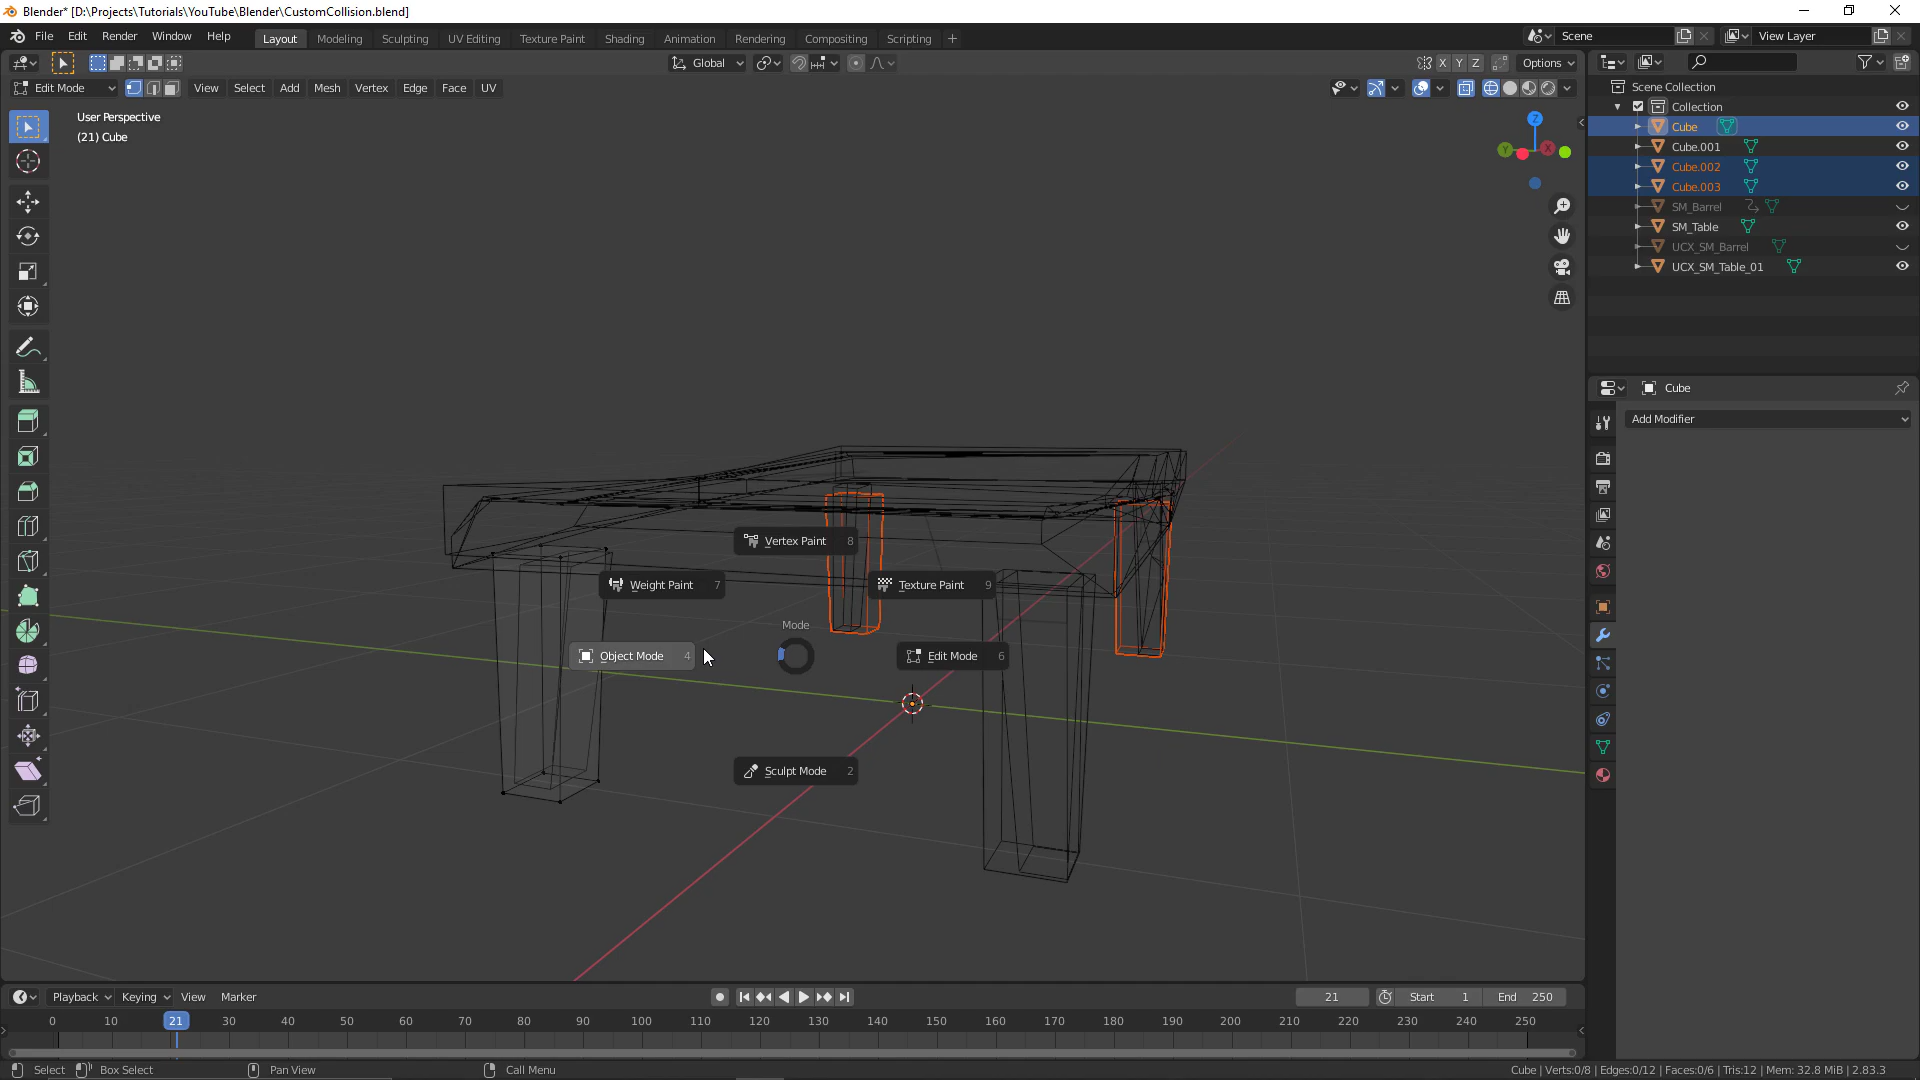 Blender* [D:\Projects\Tutorials\YouTube\Blender\CustomCollision.blend]
File Edit Render Window Help Layout Modeling Sculpting UV Editing Texture Paint Shading Animation Rendering Compositing Scripting + Scene View Layer
Global X Y Z Options
Edit Mode View Select Add Mesh Vertex Edge Face UV
User Perspective
(21) Cube
Z
Y X
Scene Collection
Collection
Cube
Cube.001
Cube.002
Cube.003
SM_Barrel
SM_Table
UCX_SM_Barrel
UCX_SM_Table_01
Cube
Add Modifier
Vertex Paint 8
Weight Paint 7
Texture Paint 9
Mode
Object Mode 4
Edit Mode 6
Sculpt Mode 2
Playback Keying View Marker 21 Start 1 End 250
0 10 21 30 40 50 60 70 80 90 100 110 120 130 140 150 160 170 180 190 200 210 220 230 240 250
Select Box Select Pan View Call Menu Cube | Verts:0/8 | Edges:0/12 | Faces:0/6 | Tris:12 | Mem: 32.8 MiB | 2.83.3